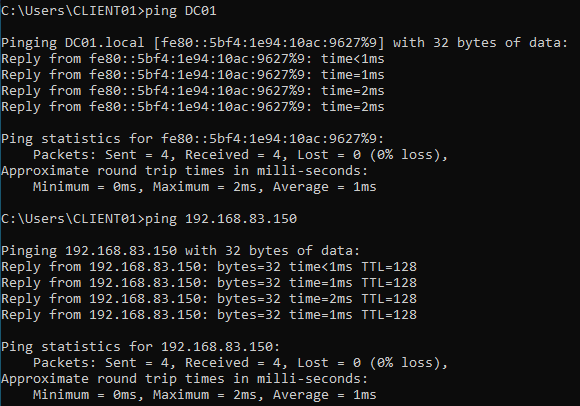 C:\Users\CLIENT01>ping DC01
Pinging DC01.local [fe80::5bf4:1e94:10ac:9627%9] with 32 bytes of data:
Reply from fe80::5bf4:1e94:10ac:9627%9: time<1ms
Reply from fe80::5bf4:1e94:10ac:9627%9: time=1ms
Reply from fe80::5bf4:1e94:10ac:9627%9: time=2ms
Reply from fe80::5bf4:1e94:10ac:9627%9: time=2ms
Ping statistics for fe80::5bf4:1e94:10ac:9627%9:
    Packets: Sent = 4, Received = 4, Lost = 0 (0% loss),
Approximate round trip times in milli-seconds:
    Minimum = 0ms, Maximum = 2ms, Average = 1ms
C:\Users\CLIENT01>ping 192.168.83.150
Pinging 192.168.83.150 with 32 bytes of data:
Reply from 192.168.83.150: bytes=32 time<1ms TTL=128
Reply from 192.168.83.150: bytes=32 time=1ms TTL=128
Reply from 192.168.83.150: bytes=32 time=2ms TTL=128
Reply from 192.168.83.150: bytes=32 time=1ms TTL=128
Ping statistics for 192.168.83.150:
    Packets: Sent = 4, Received = 4, Lost = 0 (0% loss),
Approximate round trip times in milli-seconds:
    Minimum = 0ms, Maximum = 2ms, Average = 1ms